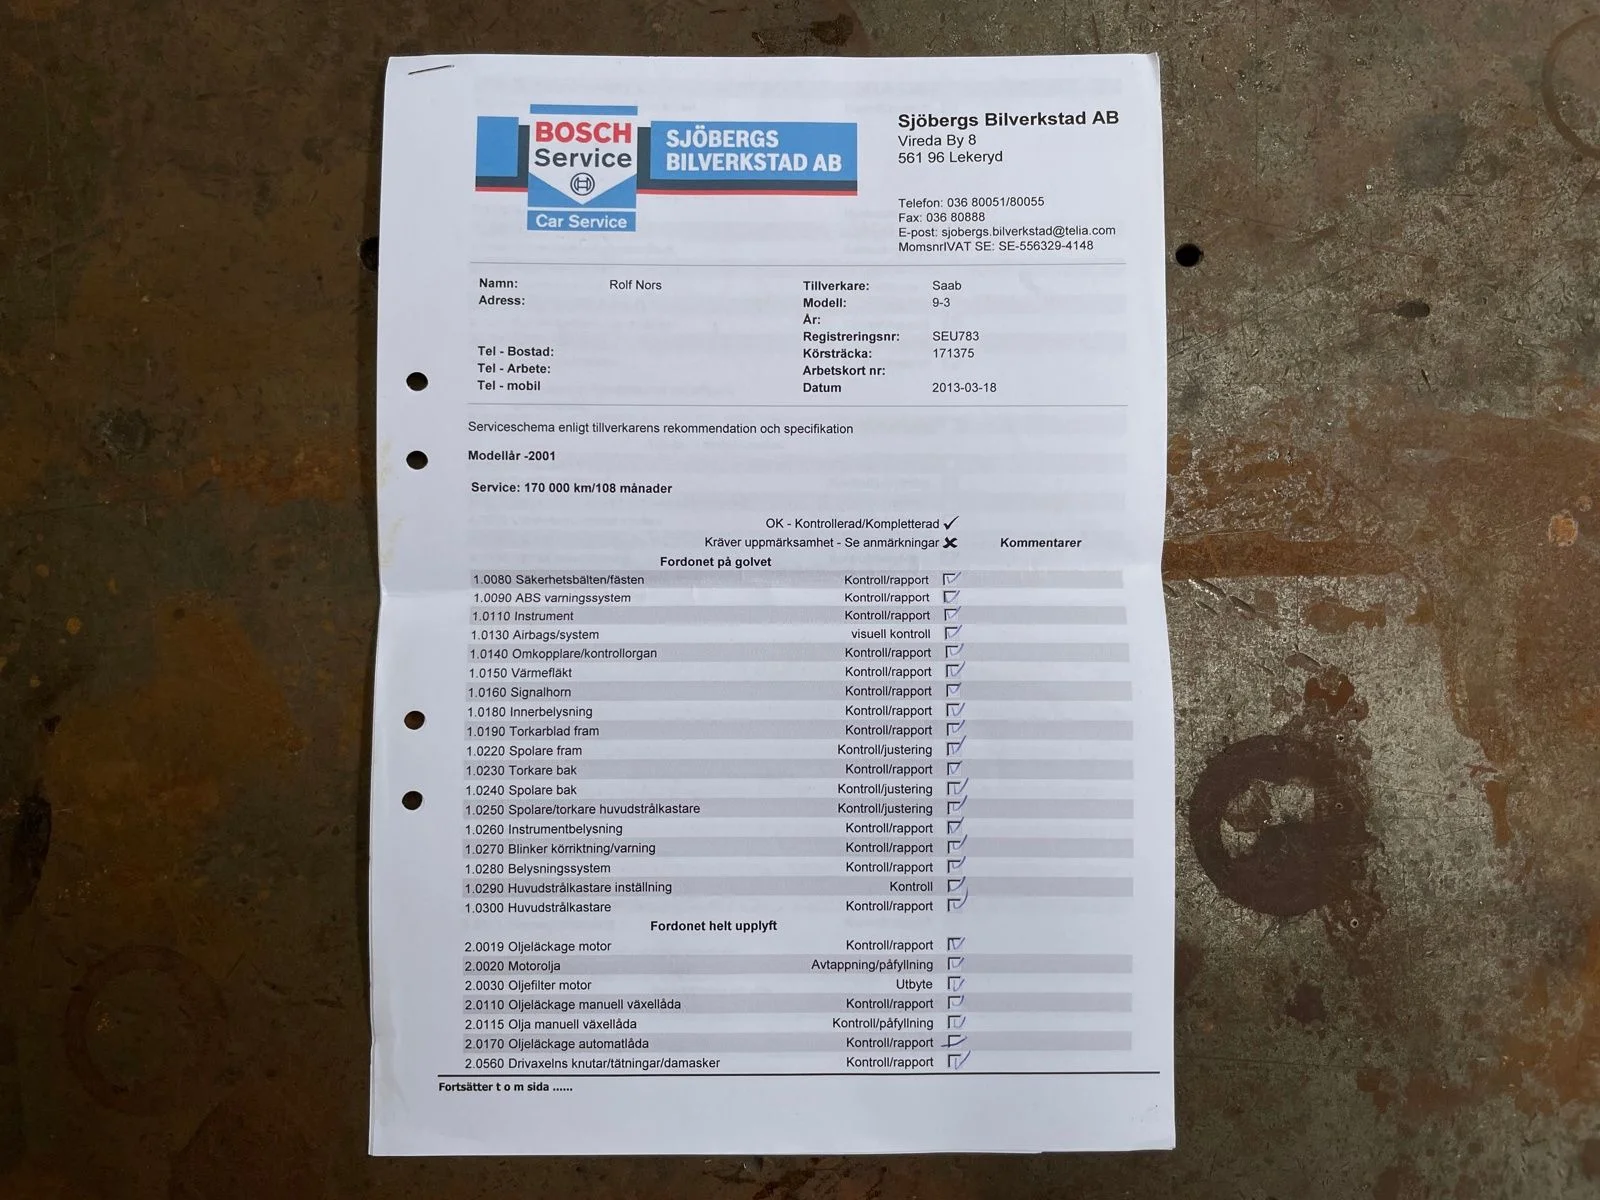 BOSCH
Service
Car Service
SJÖBERGS
BILVERKSTAD AB
Sjöbergs Bilverkstad AB
Vireda By 8
561 96 Lekeryd
Telefon: 036 80051/80055
Fax: 036 80888
E-post: sjobergs.bilverkstad@telia.com
MomsnrIVAT SE: SE-556329-4148
Namn: Rolf Nors
Adress:
Tel - Bostad:
Tel - Arbete:
Tel - mobil
Tillverkare: Saab
Modell: 9-3
År:
Registreringsnr: SEU783
Körsträcka: 171375
Arbetskort nr:
Datum 2013-03-18
Serviceschema enligt tillverkarens rekommendation och specifikation
Modellår -2001
Service: 170 000 km/108 månader
OK - Kontrollerad/Kompletterad ✓
Kräver uppmärksamhet - Se anmärkningar ✖ Kommentarer
Fordonet på golvet
1.0080 Säkerhetsbälten/fästen Kontroll/rapport
1.0090 ABS varningssystem Kontroll/rapport
1.0110 Instrument Kontroll/rapport
1.0130 Airbags/system visuell kontroll
1.0140 Omkopplare/kontrollorgan Kontroll/rapport
1.0150 Värmefläkt Kontroll/rapport
1.0160 Signalhorn Kontroll/rapport
1.0180 Innerbelysning Kontroll/rapport
1.0190 Torkarblad fram Kontroll/rapport
1.0220 Spolare fram Kontroll/justering
1.0230 Torkare bak Kontroll/rapport
1.0240 Spolare bak Kontroll/justering
1.0250 Spolare/torkare huvudstrålkastare Kontroll/justering
1.0260 Instrumentbelysning Kontroll/rapport
1.0270 Blinker körriktning/varning Kontroll/rapport
1.0280 Belysningssystem Kontroll/rapport
1.0290 Huvudstrålkastare inställning Kontroll
1.0300 Huvudstrålkastare Kontroll/rapport
Fordonet helt upplyft
2.0019 Oljeläckage motor Kontroll/rapport
2.0020 Motorolja Avtappning/påfyllning
2.0030 Oljefilter motor Utbyte
2.0110 Oljeläckage manuell växellåda Kontroll/rapport
2.0115 Olja manuell växellåda Kontroll/påfyllning
2.0170 Oljeläckage automatlåda Kontroll/rapport
2.0560 Drivaxelns knutar/tätningar/damasker Kontroll/rapport
Fortsätter t o m sida ......